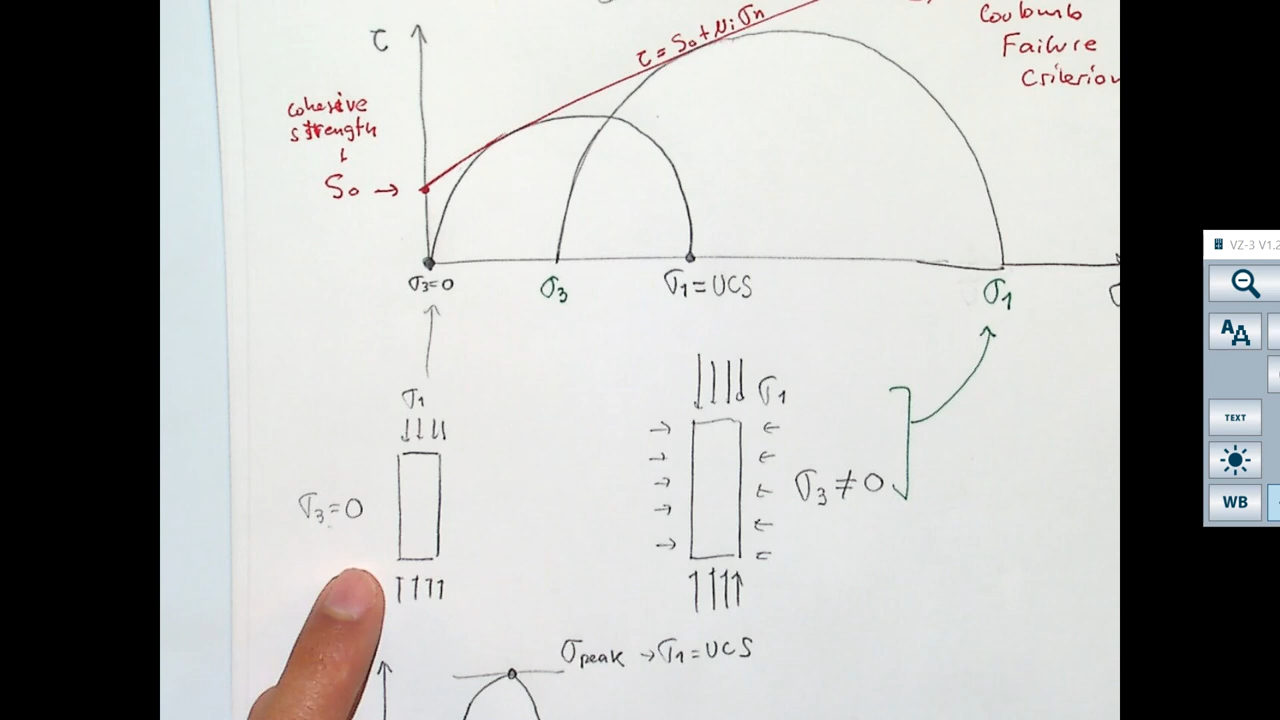 τ
τ = S₀ + μᵢ σₙ
Coulomb
Failure
Criterion
cohesive
strength
S₀ →
σ₃=0
σ₃
σ₁=UCS
σ₁
σ₁
σ₁
σ₃=0
σ₃≠0
σpeak → σ₁=UCS
VZ-3 V1.2
AA
TEXT
WB